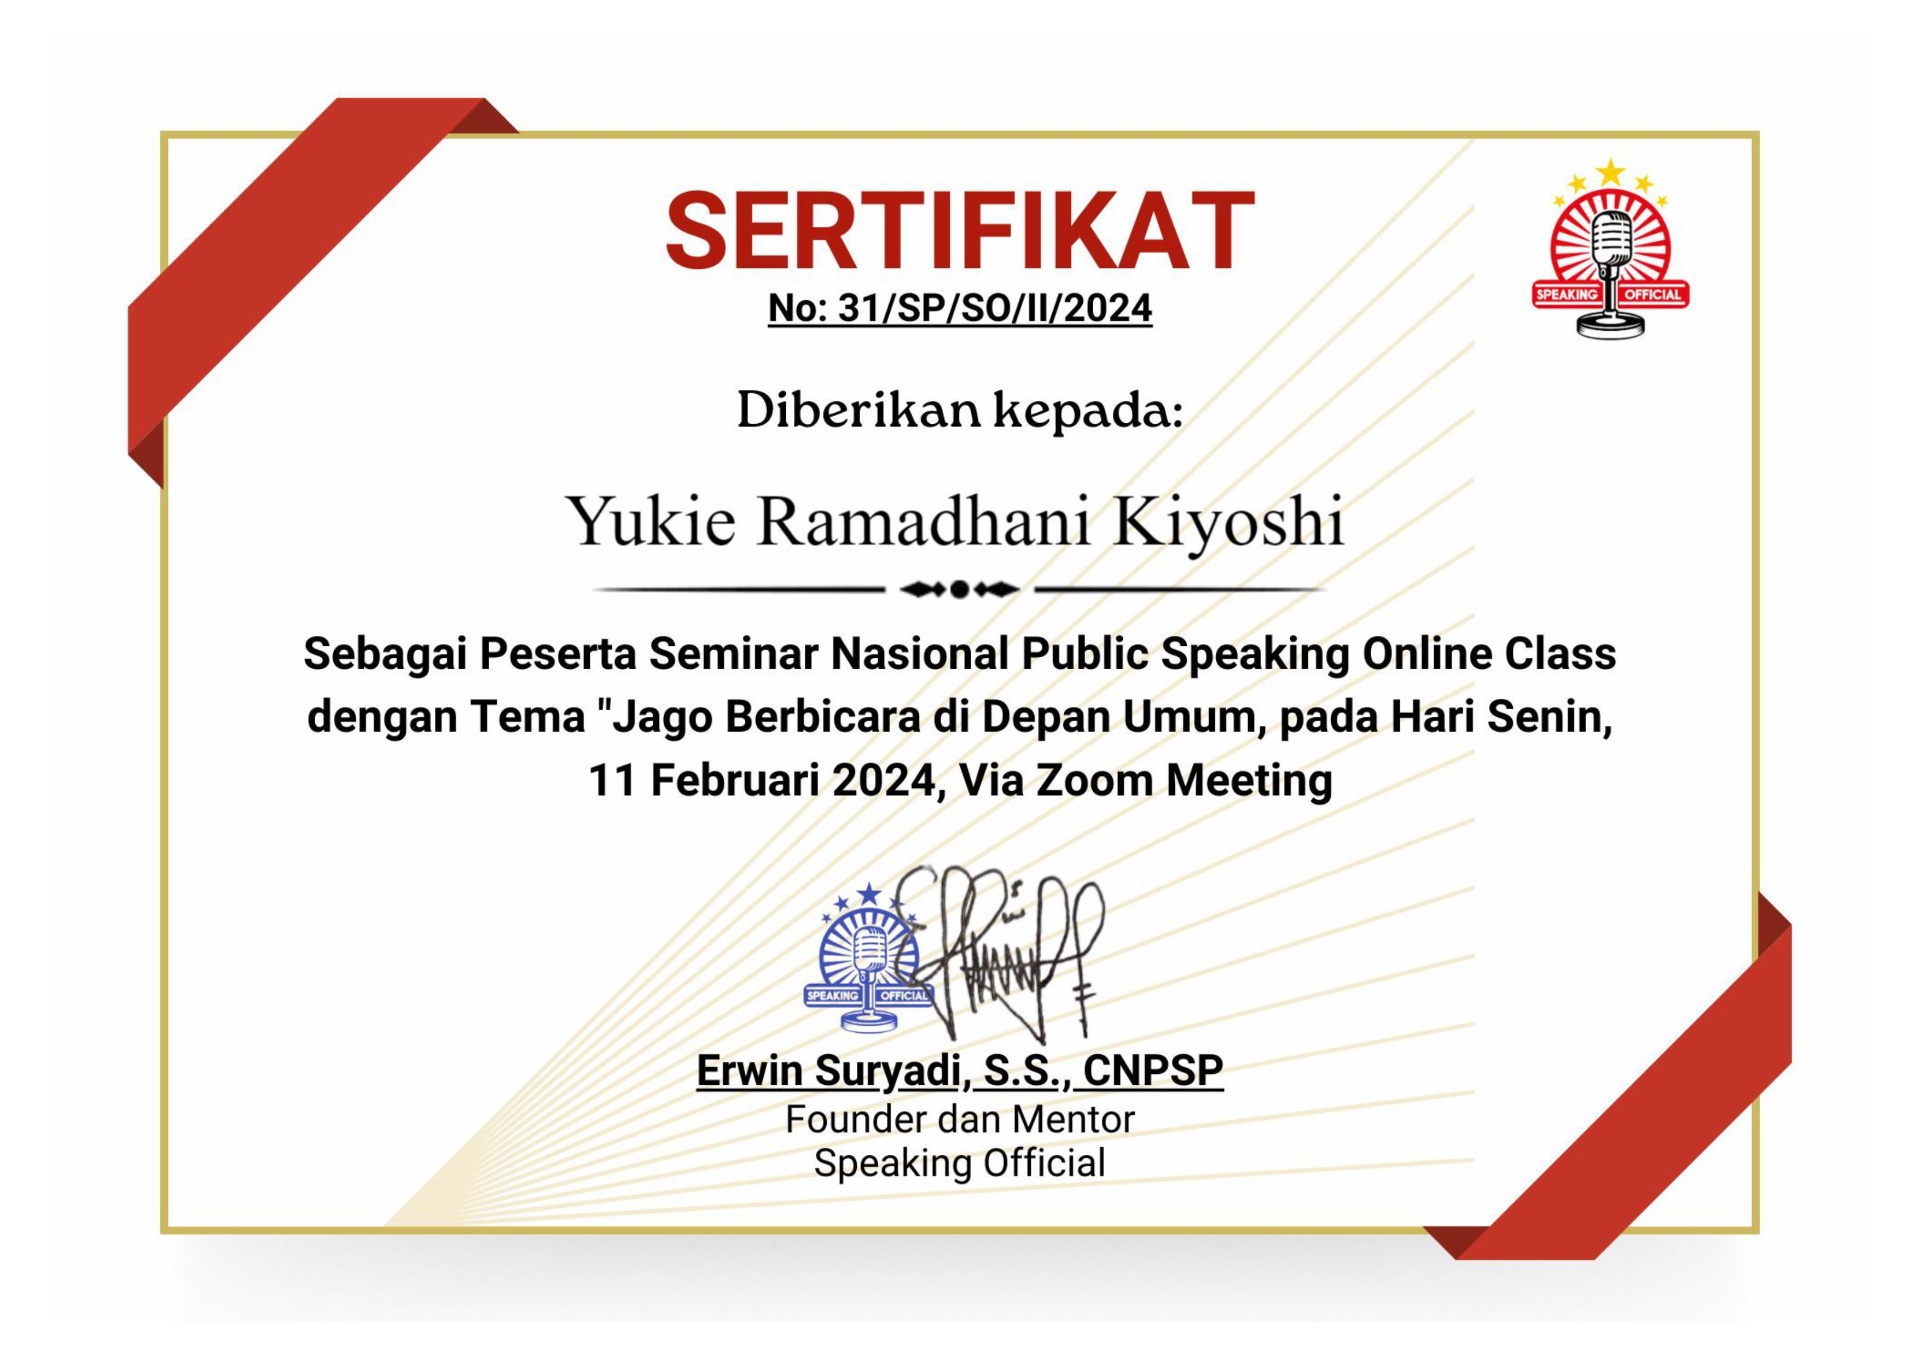 SERTIFIKAT
No: 31/SP/SO/II/2024
SPEAKING OFFICIAL
Diberikan kepada:
Yukie Ramadhani Kiyoshi
Sebagai Peserta Seminar Nasional Public Speaking Online Class
dengan Tema "Jago Berbicara di Depan Umum, pada Hari Senin,
11 Februari 2024, Via Zoom Meeting
SPEAKING OFFICIAL
Erwin Suryadi, S.S., CNPSP
Founder dan Mentor
Speaking Official